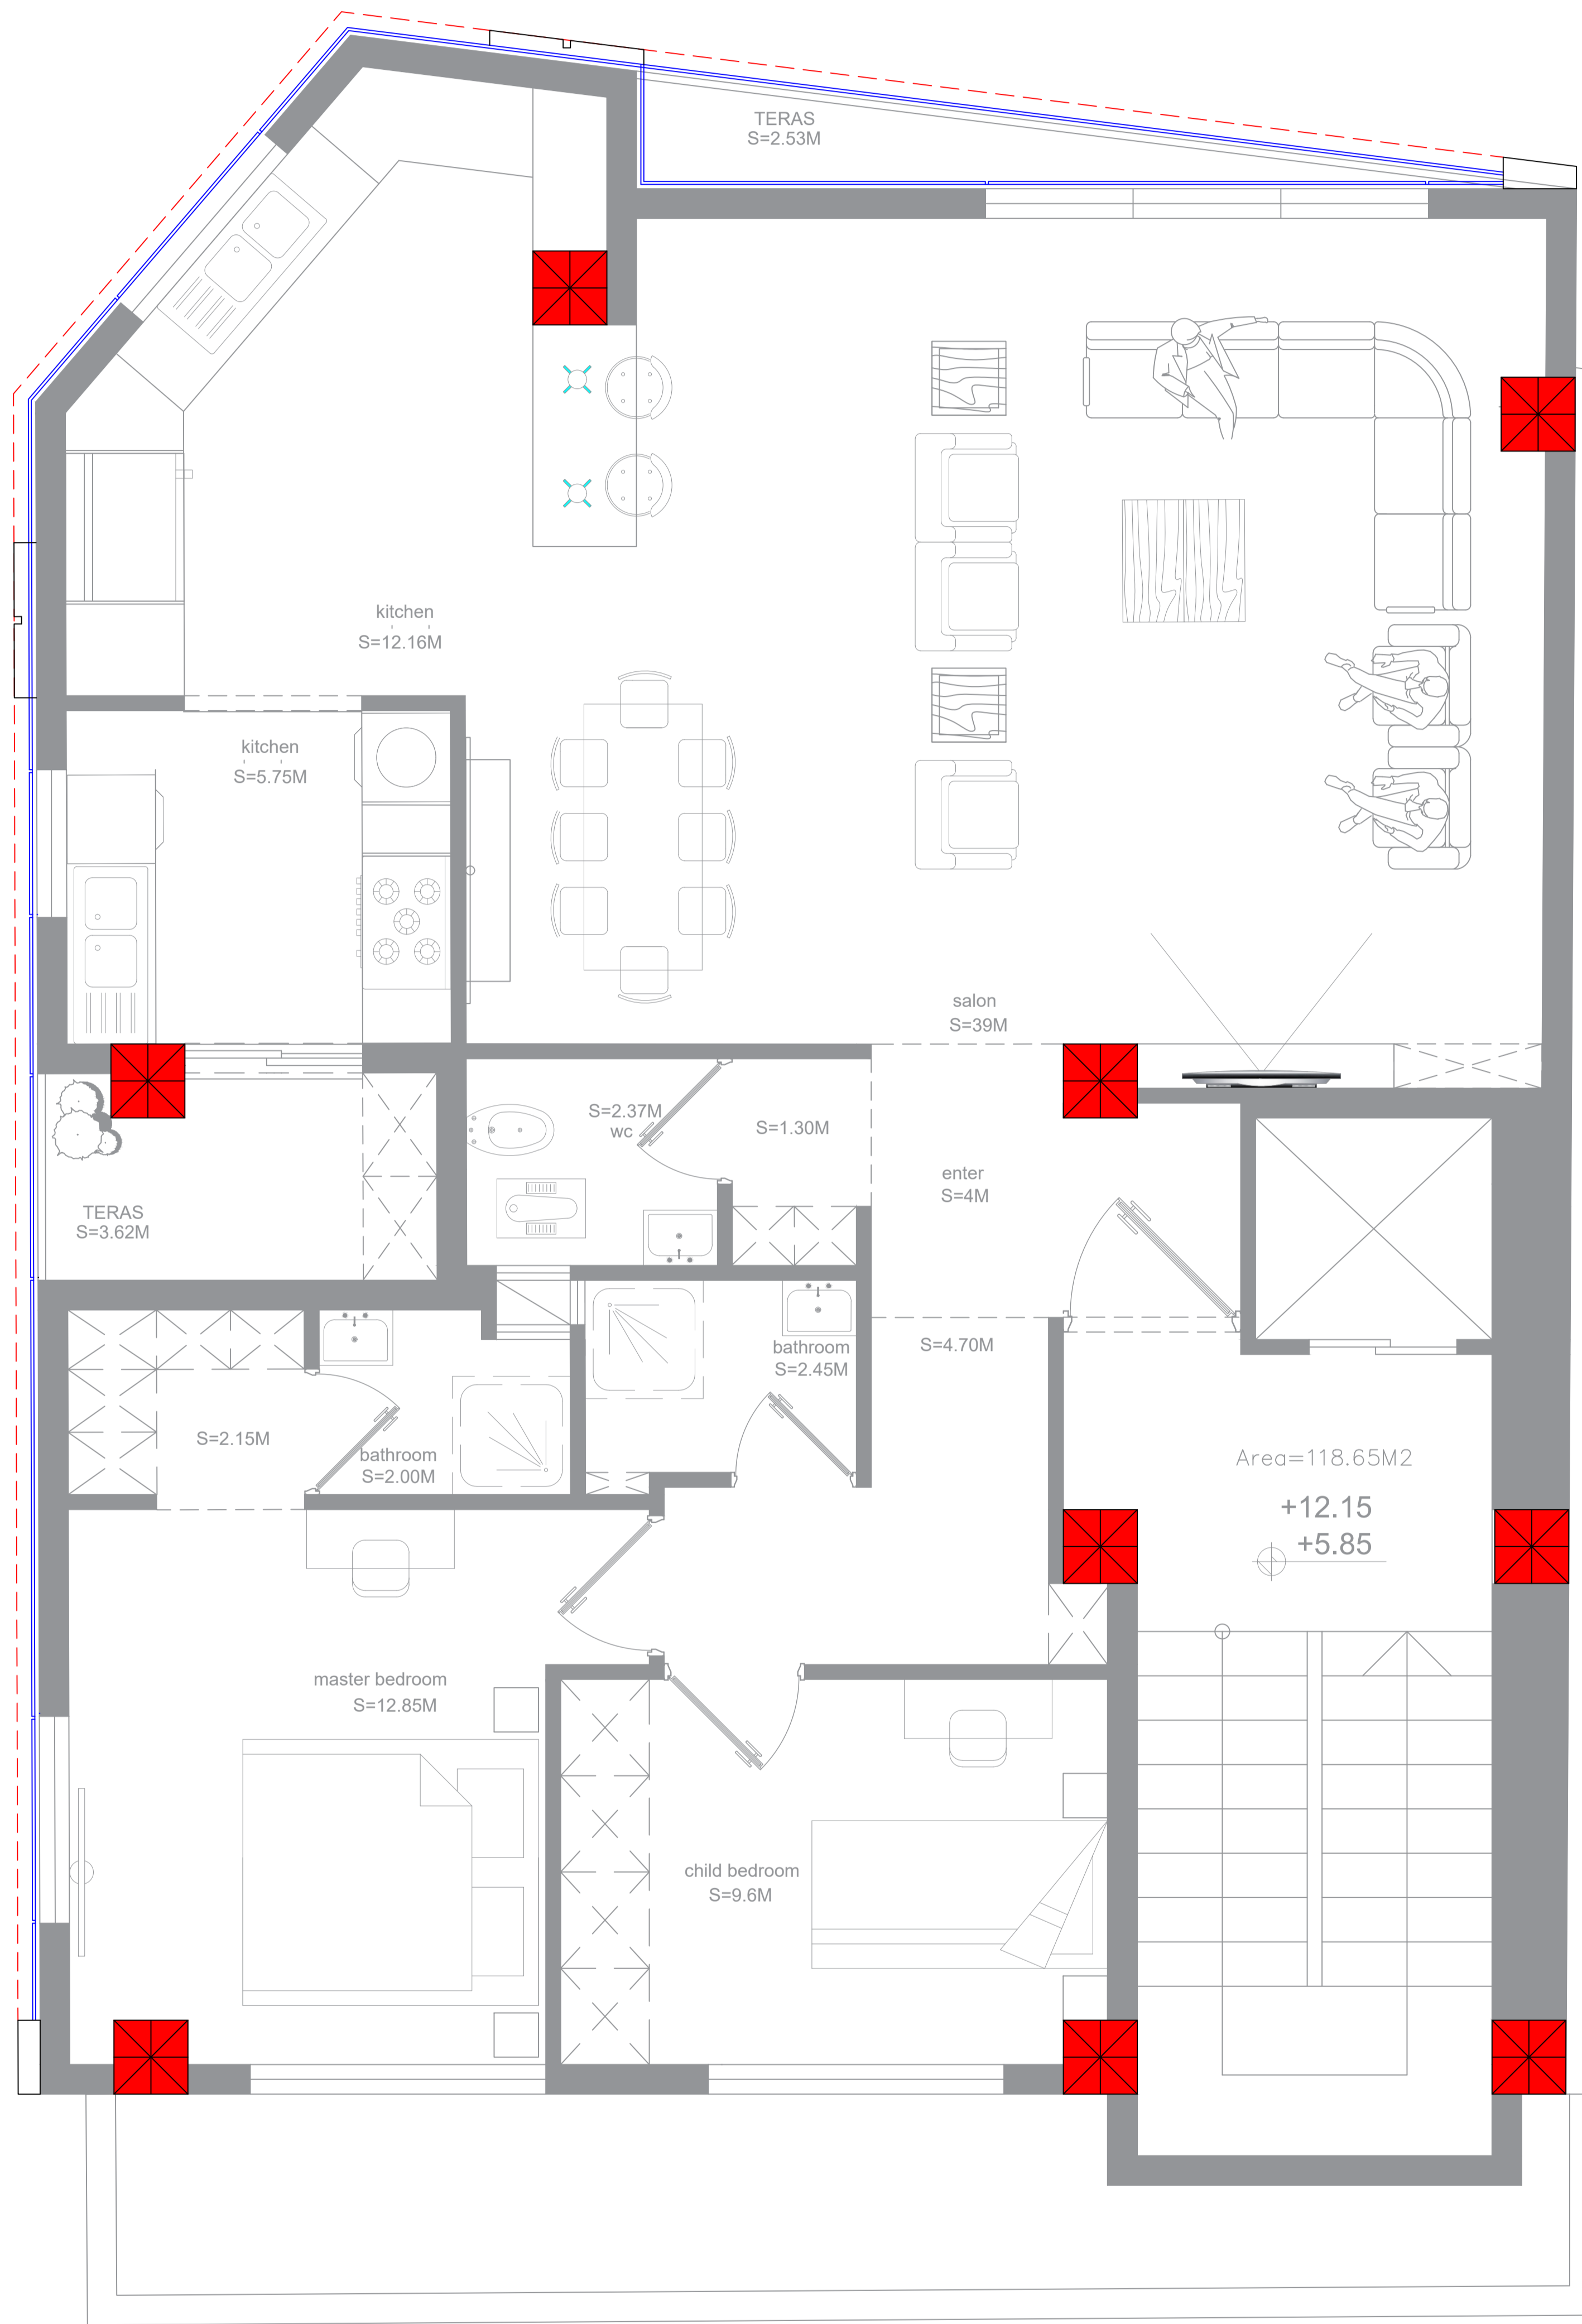 TERAS
S=2.53M
kitchen
S=12.16M
kitchen
S=5.75M
salon
S=39M
S=2.37M
wc
S=1.30M
enter
S=4M
TERAS
S=3.62M
S=4.70M
bathroom
S=2.45M
S=2.15M
bathroom
S=2.00M
Area=118.65M2
+12.15
+5.85
master bedroom
S=12.85M
child bedroom
S=9.6M